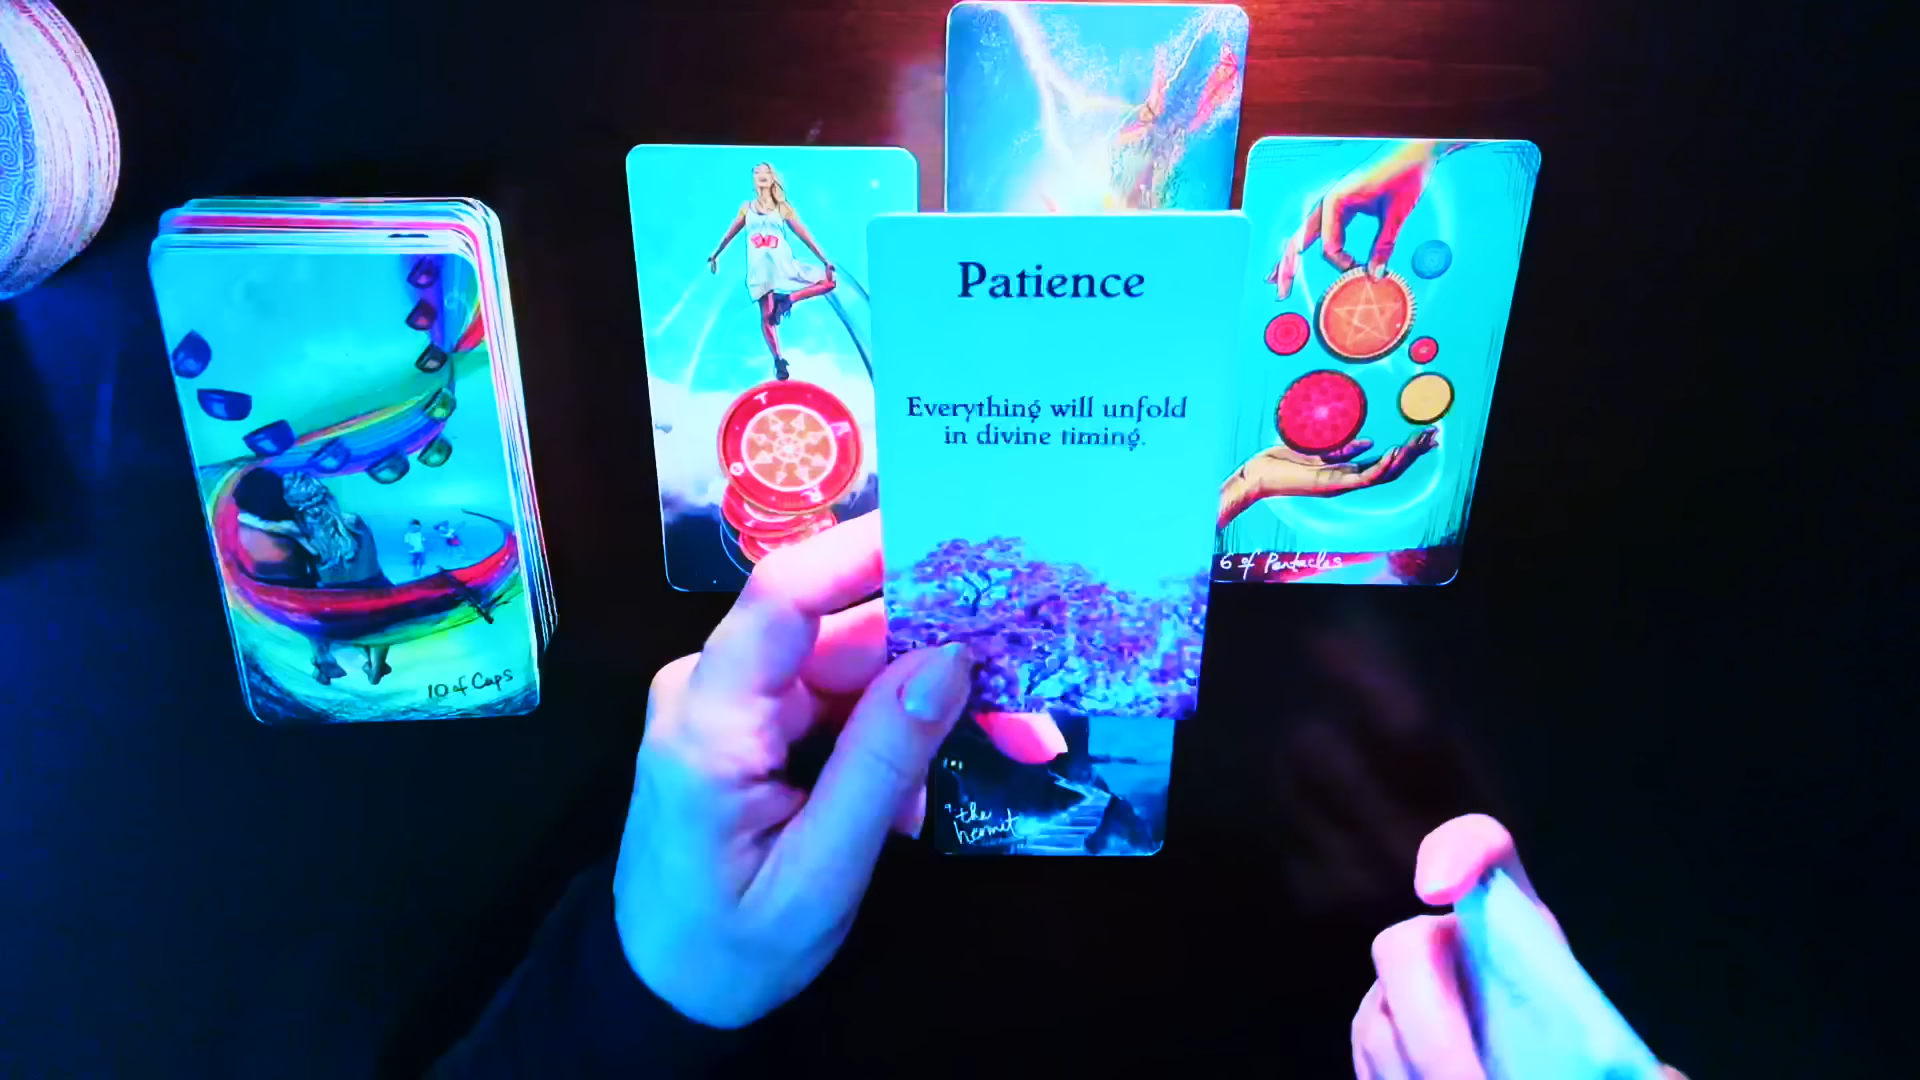 Patience
Everything will unfold
in divine timing.
6 of Pentacles
10 of Cups
9 the
hermit